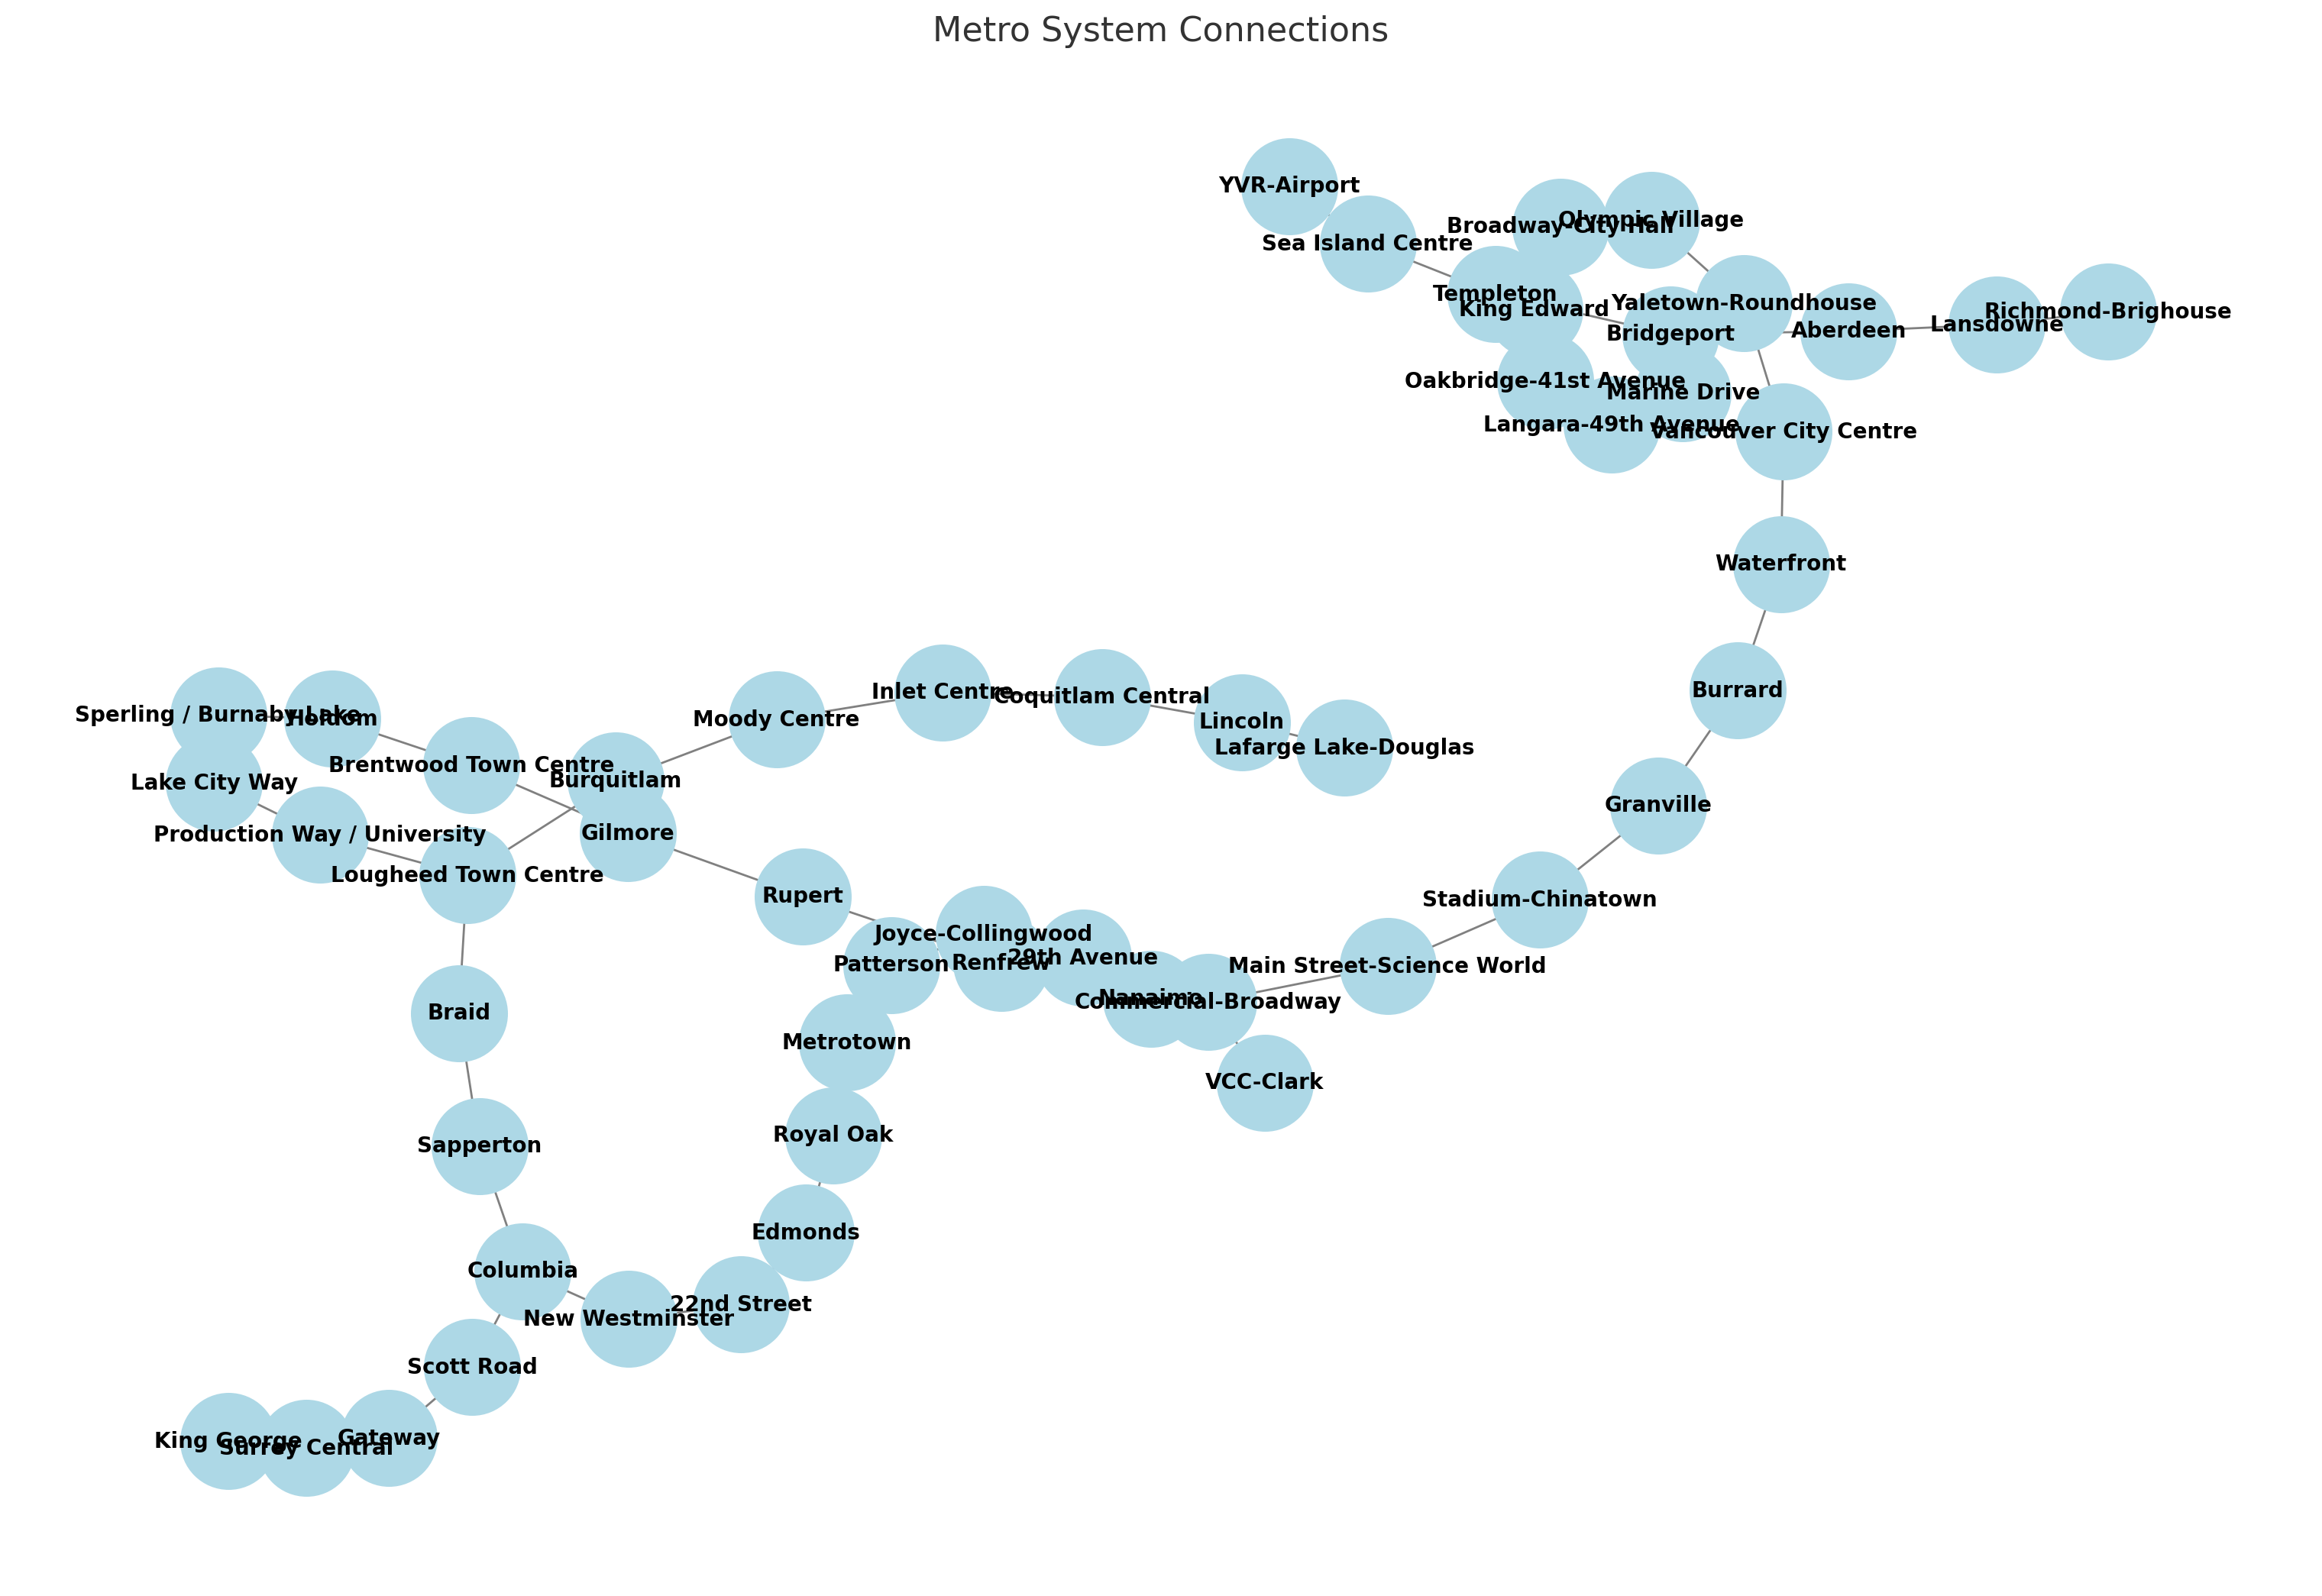 Metro System Connections
YVR-Airport
Sea Island Centre
Broadway-City Hall
Olympic Village
Templeton
King Edward
Yaletown-Roundhouse
Bridgeport
Aberdeen
Lansdowne
Richmond-Brighouse
Oakbridge-41st Avenue
Marine Drive
Langara-49th Avenue
Vancouver City Centre
Waterfront
Burrard
Inlet Centre
Coquitlam Central
Moody Centre
Lincoln
Lafarge Lake-Douglas
Sperling / Burnaby Lake
Holdom
Brentwood Town Centre
Burquitlam
Lake City Way
Granville
Production Way / University
Gilmore
Lougheed Town Centre
Rupert
Stadium-Chinatown
Joyce-Collingwood
Patterson
Renfrew
29th Avenue
Main Street-Science World
Nanaimo
Commercial-Broadway
Braid
Metrotown
VCC-Clark
Royal Oak
Sapperton
Edmonds
Columbia
22nd Street
New Westminster
Scott Road
King George
Surrey Central
Gateway